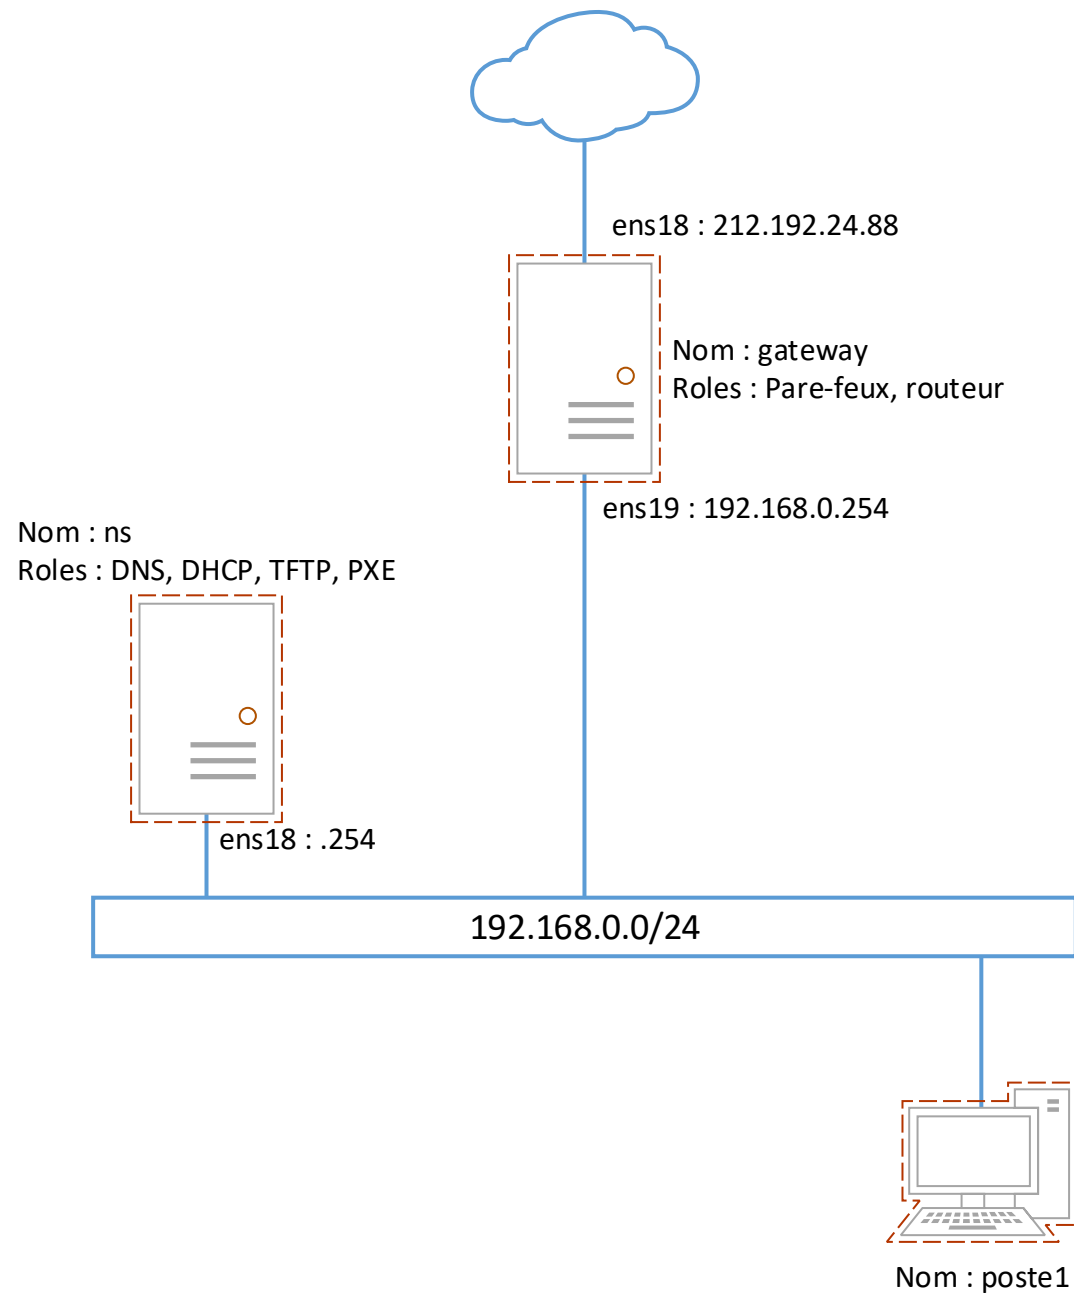 ens18 : 212.192.24.88
Nom : gateway
Roles : Pare-feux, routeur
ens19 : 192.168.0.254
Nom : ns
Roles : DNS, DHCP, TFTP, PXE
ens18 : .254
192.168.0.0/24
Nom : poste1